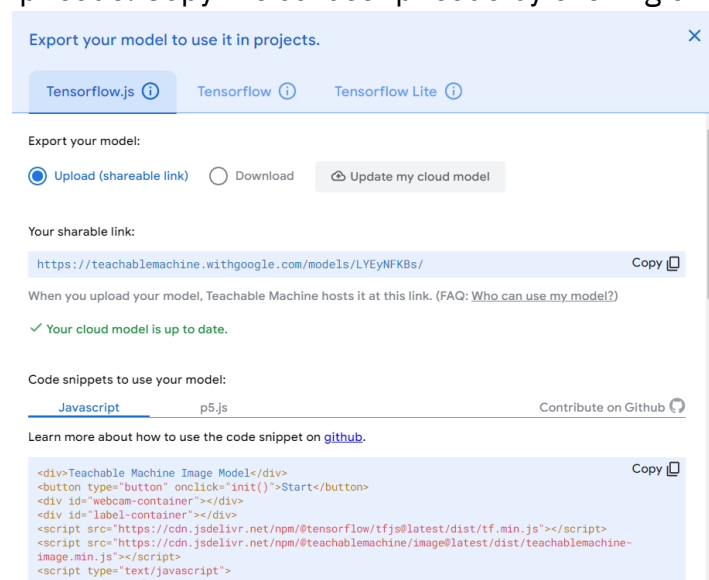 Export your model to use it in projects.
Tensorflow.js Tensorflow Tensorflow Lite
Export your model:
Upload (shareable link) Download Update my cloud model
Your sharable link:
https://teachablemachine.withgoogle.com/models/LYEyNFKBs/ Copy
When you upload your model, Teachable Machine hosts it at this link. (FAQ: Who can use my model?)
Your cloud model is up to date.
Code snippets to use your model:
Javascript p5.js Contribute on Github
Learn more about how to use the code snippet on github.
<div>Teachable Machine Image Model</div> Copy
<button type="button" onclick="init()">Start</button>
<div id="webcam-container"></div>
<div id="label-container"></div>
<script src="https://cdn.jsdelivr.net/npm/@tensorflow/tfjs@latest/dist/tf.min.js"></script>
<script src="https://cdn.jsdelivr.net/npm/@teachablemachine/image@latest/dist/teachablemachine-
image.min.js"></script>
<script type="text/javascript">